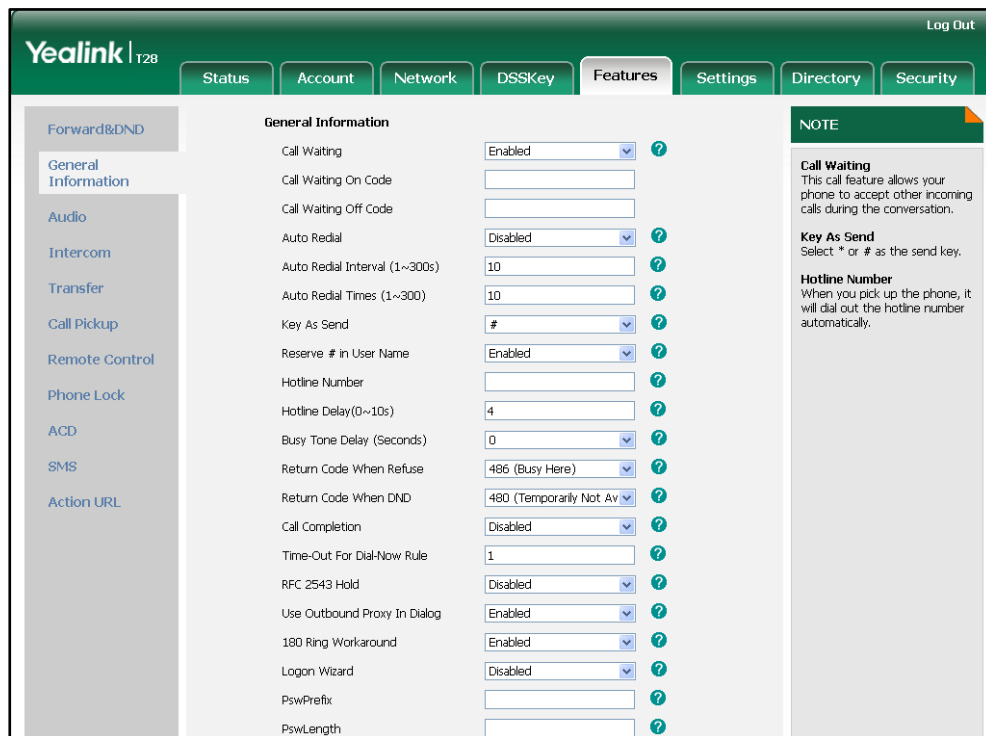 Log Out
Yealink T28
Status Account Network DSSKey Features Settings Directory Security
Forward&DND
General
Information
Audio
Intercom
Transfer
Call Pickup
Remote Control
Phone Lock
ACD
SMS
Action URL
General Information
Call Waiting Enabled ?
Call Waiting On Code
Call Waiting Off Code
Auto Redial Disabled ?
Auto Redial Interval (1~300s) 10 ?
Auto Redial Times (1~300) 10 ?
Key As Send # ?
Reserve # in User Name Enabled ?
Hotline Number ?
Hotline Delay(0~10s) 4 ?
Busy Tone Delay (Seconds) 0 ?
Return Code When Refuse 486 (Busy Here) ?
Return Code When DND 480 (Temporarily Not Av ?
Call Completion Disabled ?
Time-Out For Dial-Now Rule 1 ?
RFC 2543 Hold Disabled ?
Use Outbound Proxy In Dialog Enabled ?
180 Ring Workaround Enabled ?
Logon Wizard Disabled ?
PswPrefix ?
PswLength ?
NOTE
Call Waiting
This call feature allows your
phone to accept other incoming
calls during the conversation.
Key As Send
Select * or # as the send key.
Hotline Number
When you pick up the phone, it
will dial out the hotline number
automatically.